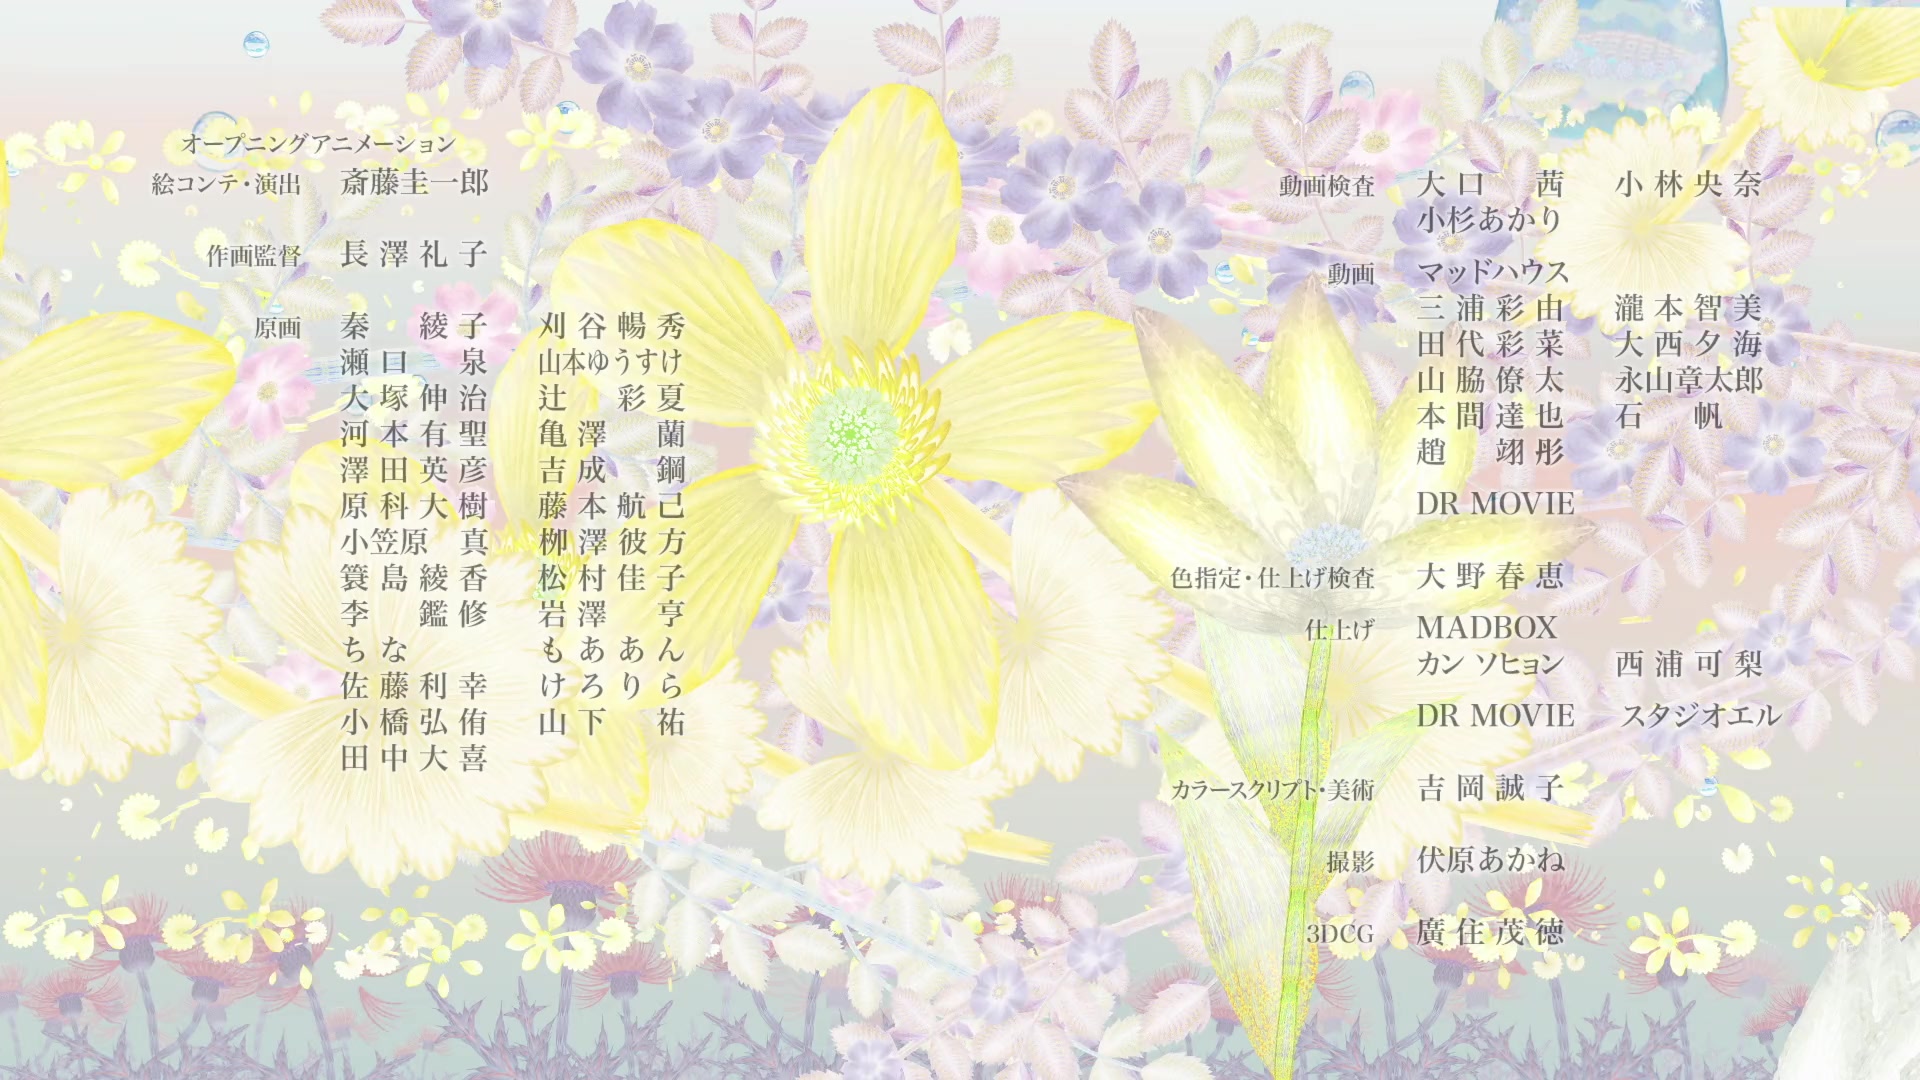 オープニングアニメーション
絵コンテ・演出 斎藤圭一郎
作画監督 長澤礼子
原画 秦 綾子 刈谷暢秀
瀬口 泉 山本ゆうすけ
大塚伸治 辻 彩夏
河本有聖 亀澤 蘭
澤田英彦 吉成 鋼
原科大樹 藤本航己
小笠原 真 栁澤彼方
簑島綾香 松村佳子
李 鑑修 岩澤 亨
ちな もああん
佐藤利幸 けろりら
小橋弘侑 山下 祐
田中大喜
動画検査 大口 茜 小林央奈
小杉あかり
動画 マッドハウス
三浦彩由 瀧本智美
田代彩菜 大西夕海
山脇僚太 永山章太郎
本間達也 石 帆
趙 翊彤
DR MOVIE
色指定・仕上げ検査 大野春恵
仕上げ MADBOX
カン ソヒョン 西浦可梨
DR MOVIE スタジオエル
カラースクリプト・美術 吉岡誠子
撮影 伏原あかね
3DCG 廣住茂徳